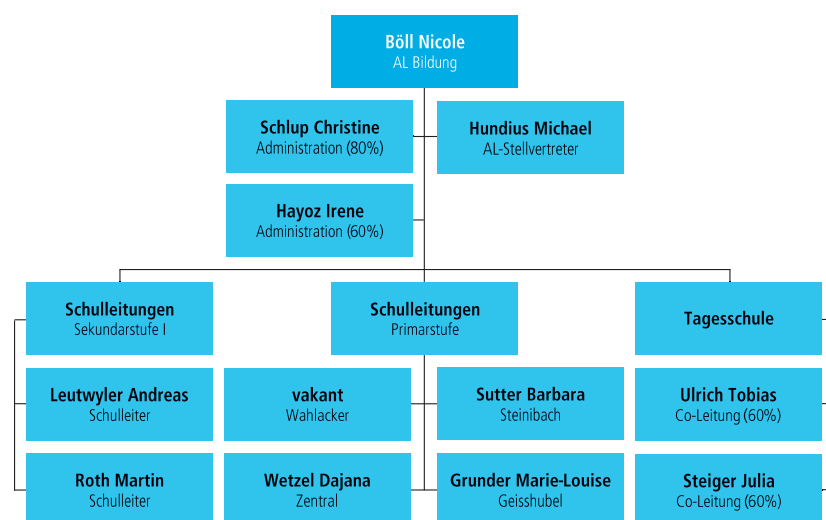 Böll Nicole
AL Bildung
Schlup Christine
Administration (80%)
Hundius Michael
AL-Stellvertreter
Hayoz Irene
Administration (60%)
Schulleitungen
Sekundarstufe I
Schulleitungen
Primarstufe
Tagesschule
Leutwyler Andreas
Schulleiter
vakant
Wahlacker
Sutter Barbara
Steinibach
Ulrich Tobias
Co-Leitung (60%)
Roth Martin
Schulleiter
Wetzel Dajana
Zentral
Grunder Marie-Louise
Geisshubel
Steiger Julia
Co-Leitung (60%)